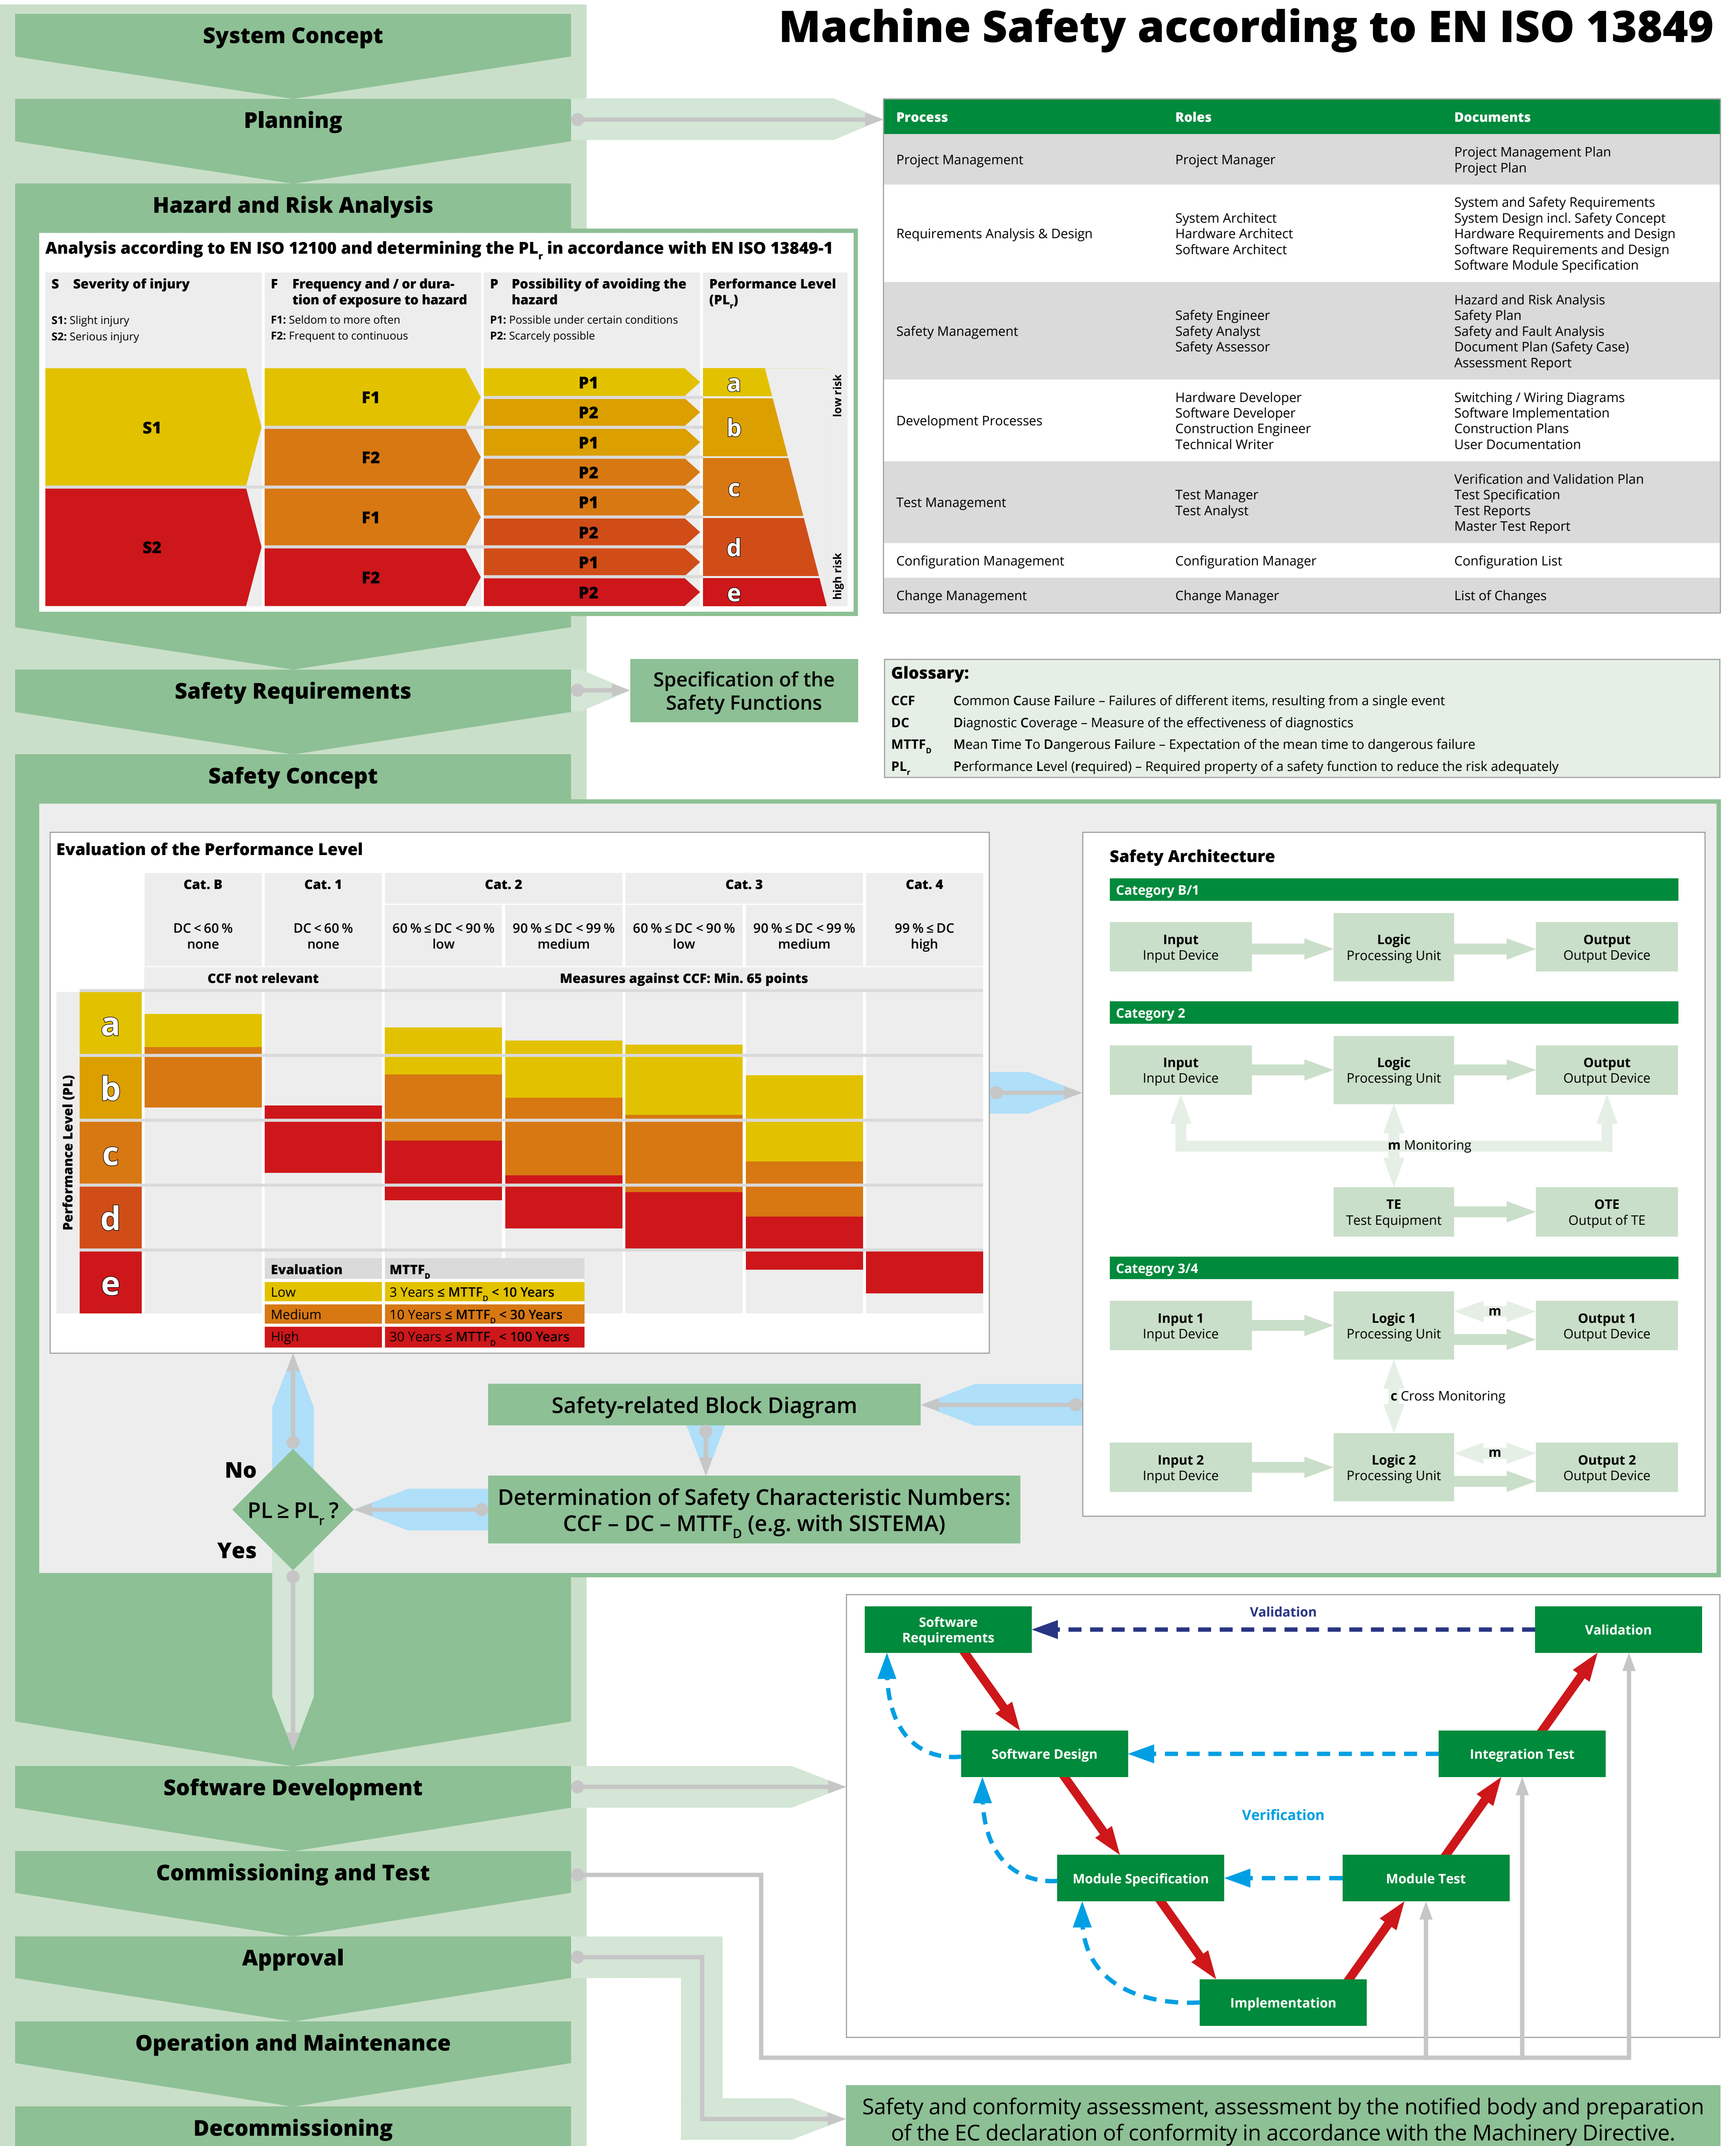 Machine Safety according to EN ISO 13849
System Concept
Planning
Process Roles Documents
Project Management Project Manager Project Management Plan
Project Plan
Requirements Analysis & Design
System Architect
Hardware Architect
Software Architect
System and Safety Requirements
System Design incl. Safety Concept
Hardware Requirements and Design
Software Requirements and Design
Software Module Specification
Safety Management
Safety Engineer
Safety Analyst
Safety Assessor
Hazard and Risk Analysis
Safety Plan
Safety and Fault Analysis
Document Plan (Safety Case)
Assessment Report
Development Processes
Hardware Developer
Software Developer
Construction Engineer
Technical Writer
Switching / Wiring Diagrams
Software Implementation
Construction Plans
User Documentation
Test Management
Test Manager
Test Analyst
Verification and Validation Plan
Test Specification
Test Reports
Master Test Report
Configuration Management Configuration Manager Configuration List
Change Management Change Manager List of Changes
Hazard and Risk Analysis
Analysis according to EN ISO 12100 and determining the PLr in accordance with EN ISO 13849-1
S Severity of injury
S1: Slight injury
S2: Serious injury
F Frequency and / or dura-
tion of exposure to hazard
F1: Seldom to more often
F2: Frequent to continuous
P Possibility of avoiding the
hazard
P1: Possible under certain conditions
P2: Scarcely possible
Performance Level
(PLr)
S1
S2
F1
F2
F1
F2
P1
P2
P1
P2
P1
P2
P1
P2
a
b
c
d
e
low risk
high risk
Safety Requirements
Specification of the
Safety Functions
Glossary:
CCF Common Cause Failure – Failures of different items, resulting from a single event
DC Diagnostic Coverage – Measure of the effectiveness of diagnostics
MTTFD Mean Time To Dangerous Failure – Expectation of the mean time to dangerous failure
PLr Performance Level (required) – Required property of a safety function to reduce the risk adequately
Safety Concept
Evaluation of the Performance Level
Cat. B Cat. 1 Cat. 2 Cat. 3 Cat. 4
DC < 60 % DC < 60 % 60 % ≤ DC < 90 % 90 % ≤ DC < 99 % 60 % ≤ DC < 90 % 90 % ≤ DC < 99 % 99 % ≤ DC
none none low medium low medium high
CCF not relevant Measures against CCF: Min. 65 points
Performance Level (PL)
a
b
c
d
e
Evaluation MTTFD
Low 3 Years ≤ MTTFD < 10 Years
Medium 10 Years ≤ MTTFD < 30 Years
High 30 Years ≤ MTTFD < 100 Years
Safety Architecture
Category B/1
Input
Input Device
Logic
Processing Unit
Output
Output Device
Category 2
Input
Input Device
Logic
Processing Unit
Output
Output Device
m Monitoring
TE
Test Equipment
OTE
Output of TE
Category 3/4
Input 1
Input Device
Logic 1
Processing Unit
m
Output 1
Output Device
c Cross Monitoring
Input 2
Input Device
Logic 2
Processing Unit
m
Output 2
Output Device
Safety-related Block Diagram
Determination of Safety Characteristic Numbers:
CCF – DC – MTTFD (e.g. with SISTEMA)
No
PL ≥ PLr ?
Yes
Software Development
Software
Requirements
Validation
Validation
Software Design
Integration Test
Verification
Module Specification
Module Test
Implementation
Commissioning and Test
Approval
Operation and Maintenance
Decommissioning
Safety and conformity assessment, assessment by the notified body and preparation
of the EC declaration of conformity in accordance with the Machinery Directive.